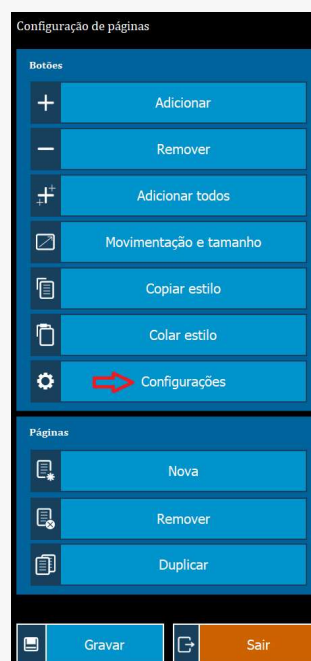 Configuração de páginas
Botões
Adicionar
Remover
Adicionar todos
Movimentação e tamanho
Copiar estilo
Colar estilo
Configurações
Páginas
Nova
Remover
Duplicar
Gravar
Sair